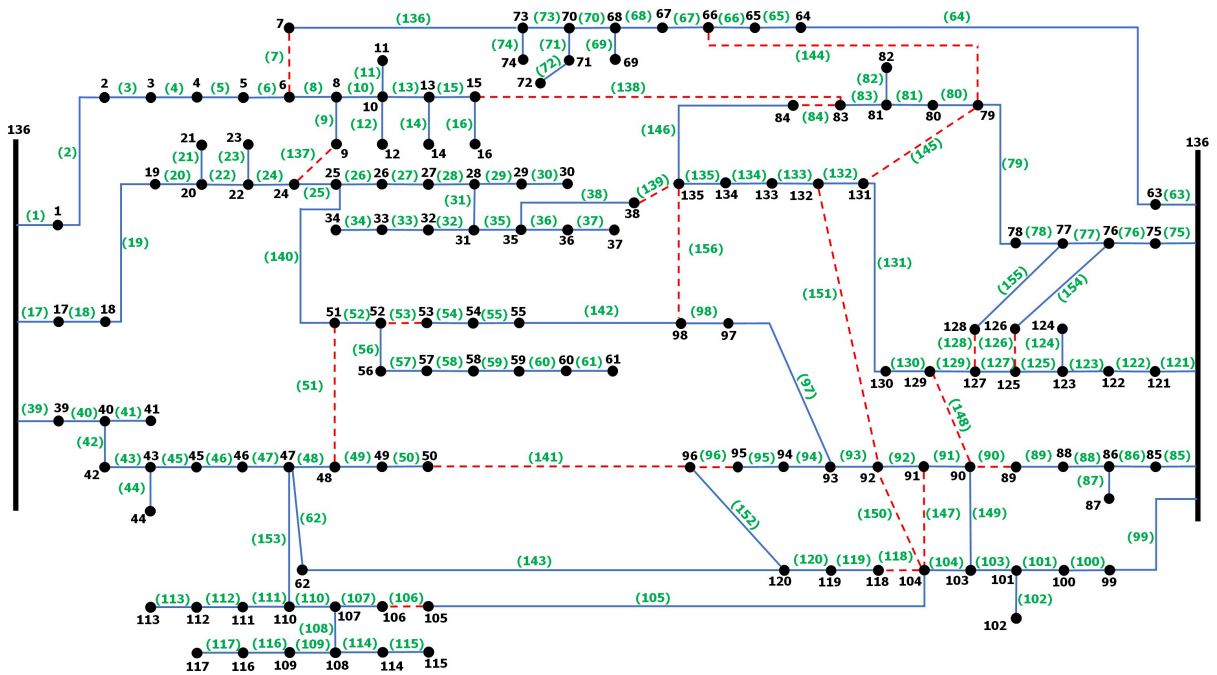 7 (136) 73 (73) 70 (70) 68 (68) 67 (67) 66 (66) 65 (65) 64 (64)
(7) 11 (74) (71) (69) (144) 82
74 (72) 71 69
72 (82)
2 (3) 3 (4) 4 (5) 5 (6) 6 (8) 8 (10) (11) (13) 13 (15) 15 (138) (83) (81) (80)
10 84 (84) 83 81 80 79
136 (9) (12) (14) (16) (146) 136
(2) 21 23 (137) 9 12 14 16 (145)
(21) (23)
19 (20) (22) (24) 25 (26) 26 (27) 27 (28) 28 (29) 29 (30) 30 (139) (135) (134) (133) (132) (79)
20 22 24 (25) (38) 135 134 133 132 131 63 (63)
(31) 38
(1) 1 34 (34) 33 (33) 32 (32) (35) (36) (37)
31 35 36 37
(19) (140) (156) (131) 78 (78) 77 (77) 76 (76) 75 (75)
(155) (154)
(151)
(17) 17 (18) 18 51 (52) 52 (53) 53 (54) 54 (55) 55 (142) (98) 128 126 124
98 97 (128) (126) (124)
(56) (57) 57 (58) 58 (59) 59 (60) 60 (61) 61 (130) (129) (127) (125) (123) (122) (121)
56 130 129 127 125 123 122 121
(51) (97)
(39) 39 (40) 40 (41) 41 (148)
(42)
(43) 43 (45) 45 (46) 46 (47) 47 (48) (49) 49 (50) 50 (141) 96 (96) 95 (95) 94 (94) (93) (92) 91 (91) (90) (89) 88 (88) 86 (86) 85 (85)
42 48 93 92 90 89
(44) (87)
44 87
(62) (152) (150) (147) (149)
(153) (99)
(143) (120) (119) (118) (104) (103) (101) (100)
62 120 119 118 104 103 101 100 99
(113) (112) (111) (110) (107) (106) (105) (102)
113 112 111 110 107 106 105 102
(108)
(117) (116) (109) (114) (115)
117 116 109 108 114 115